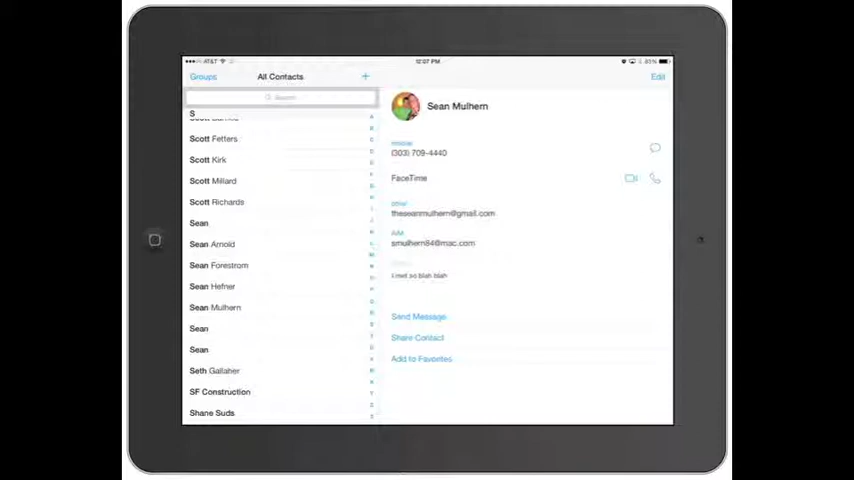 AT&T
12:07 PM
85%
Groups
All Contacts
+
Edit
Search
S
Scott Fetters
Scott Kirk
Scott Millard
Scott Richards
Sean
Sean Arnold
Sean Forestrom
Sean Hefner
Sean Mulhern
Sean
Sean
Seth Gallaher
SF Construction
Shane Suds
Sean Mulhern
(303) 709-4440
FaceTime
theseanmulhern@gmail.com
AIM
smulhern84@mac.com
I met so blah blah
Send Message
Share Contact
Add to Favorites